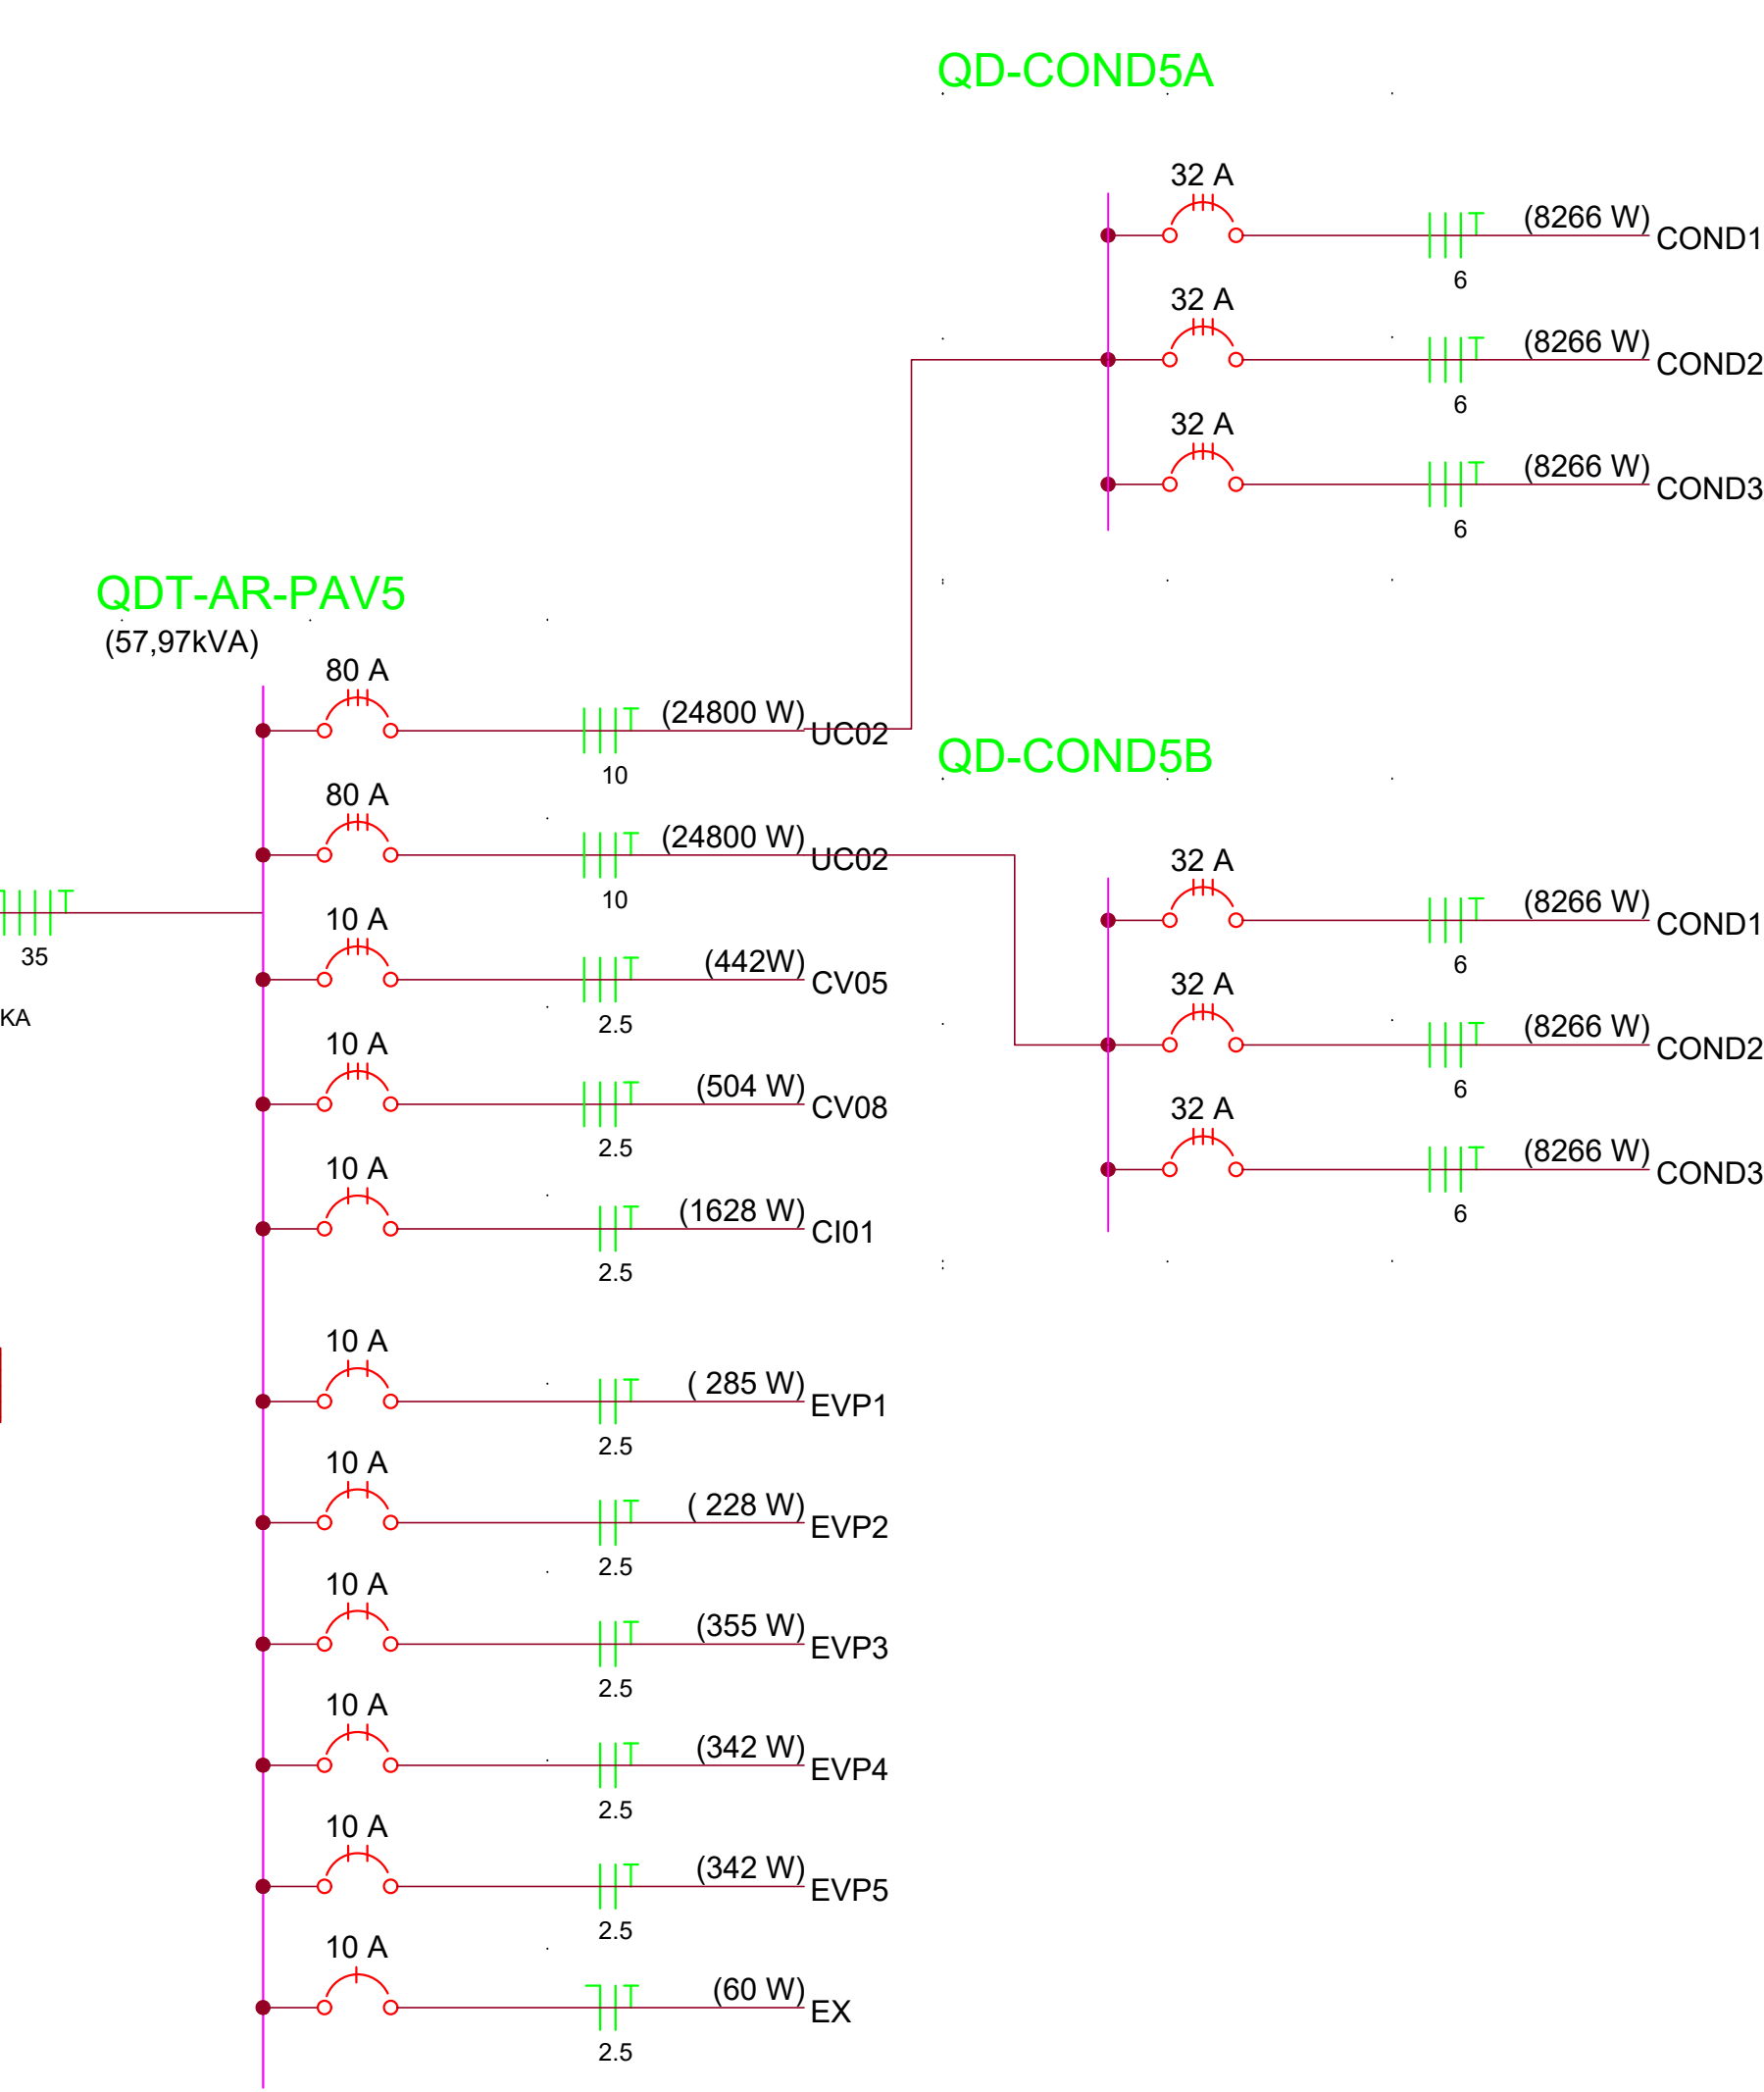 QD-COND5A
32 A
(8266 W)
COND1
6
32 A
(8266 W)
COND2
6
32 A
(8266 W)
COND3
6
QDT-AR-PAV5
(57,97kVA)
80 A
(24800 W)
UC02
10
80 A
(24800 W)
UC02
10
10 A
(442W)
CV05
2.5
10 A
(504 W)
CV08
2.5
10 A
(1628 W)
CI01
2.5
10 A
( 285 W)
EVP1
2.5
10 A
( 228 W)
EVP2
2.5
10 A
(355 W)
EVP3
2.5
10 A
(342 W)
EVP4
2.5
10 A
(342 W)
EVP5
2.5
10 A
(60 W)
EX
2.5
35
KA
QD-COND5B
32 A
(8266 W)
COND1
6
32 A
(8266 W)
COND2
6
32 A
(8266 W)
COND3
6